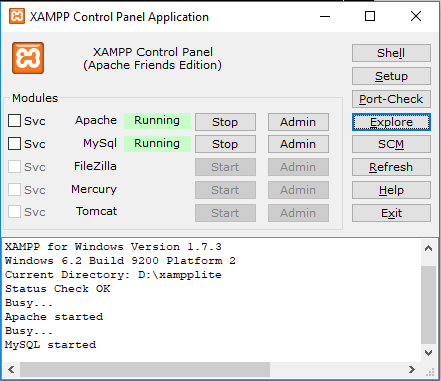 XAMPP Control Panel Application
XAMPP Control Panel
(Apache Friends Edition)
Shell
Setup
Port-Check
Explore
SCM
Refresh
Help
Exit
Modules
Svc Apache Running Stop Admin
Svc MySql Running Stop Admin
Svc FileZilla Start Admin
Svc Mercury Start Admin
Svc Tomcat Start Admin
XAMPP for Windows Version 1.7.3
Windows 6.2 Build 9200 Platform 2
Current Directory: D:\xampplite
Status Check OK
Busy...
Apache started
Busy...
MySQL started